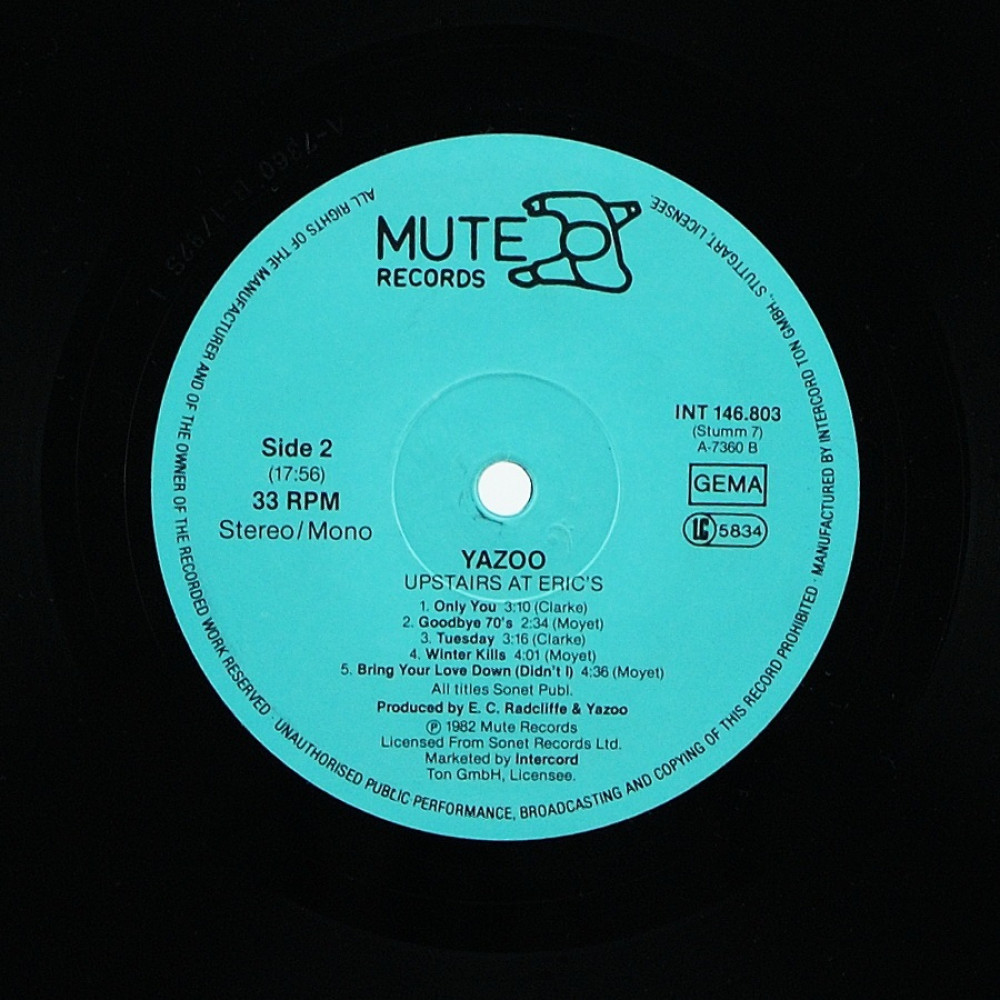 MUTE
RECORDS
ALL RIGHTS OF THE MANUFACTURER AND OF THE OWNER OF THE RECORDED WORK RESERVED · UNAUTHORISED PUBLIC PERFORMANCE, BROADCASTING AND COPYING OF THIS RECORD PROHIBITED · MANUFACTURED BY INTERCORD TON GMBH., STUTTGART, LICENSEE.
Side 2
(17:56)
33 RPM
Stereo/Mono
INT 146.803
(Stumm 7)
A-7360 B
GEMA
LC 5834
YAZOO
UPSTAIRS AT ERIC'S
1. Only You 3:10 (Clarke)
2. Goodbye 70's 2:34 (Moyet)
3. Tuesday 3:16 (Clarke)
4. Winter Kills 4:01 (Moyet)
5. Bring Your Love Down (Didn't I) 4:36 (Moyet)
All titles Sonet Publ.
Produced by E. C. Radcliffe & Yazoo
℗ 1982 Mute Records
Licensed From Sonet Records Ltd.
Marketed by Intercord
Ton GmbH, Licensee.